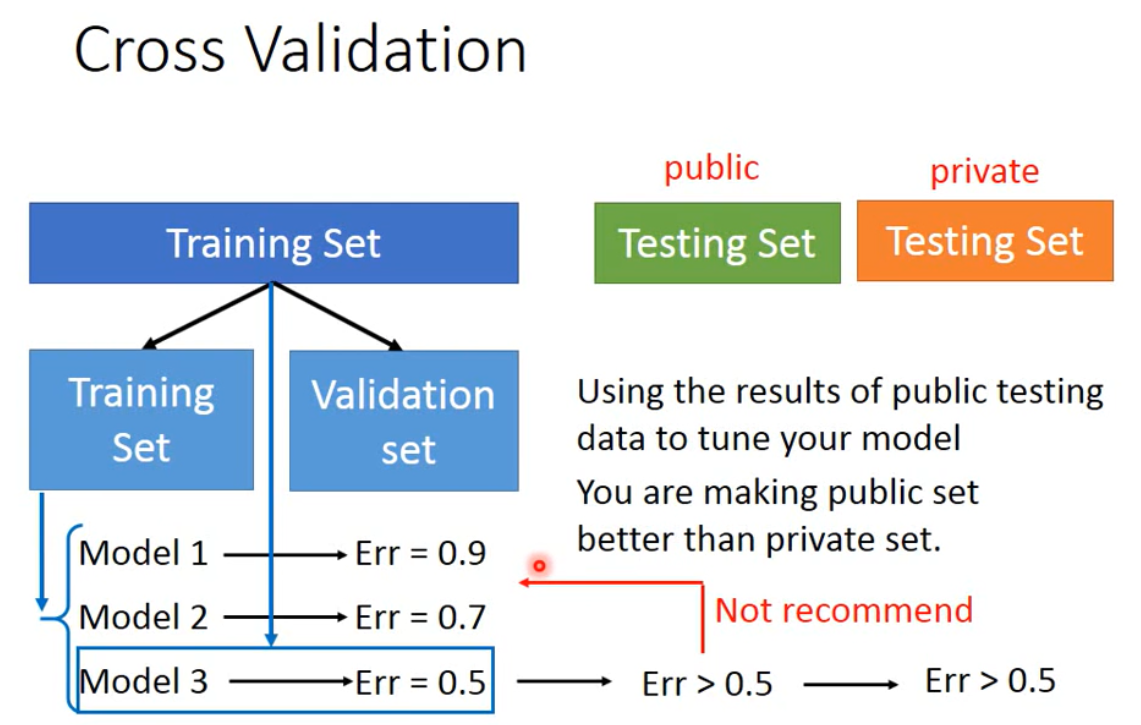 Cross Validation
public
private
Training Set
Testing Set
Testing Set
Training
Set
Validation
set
Using the results of public testing
data to tune your model
You are making public set
better than private set.
Model 1
Err = 0.9
Model 2
Err = 0.7
Not recommend
Model 3
Err = 0.5
Err > 0.5
Err > 0.5